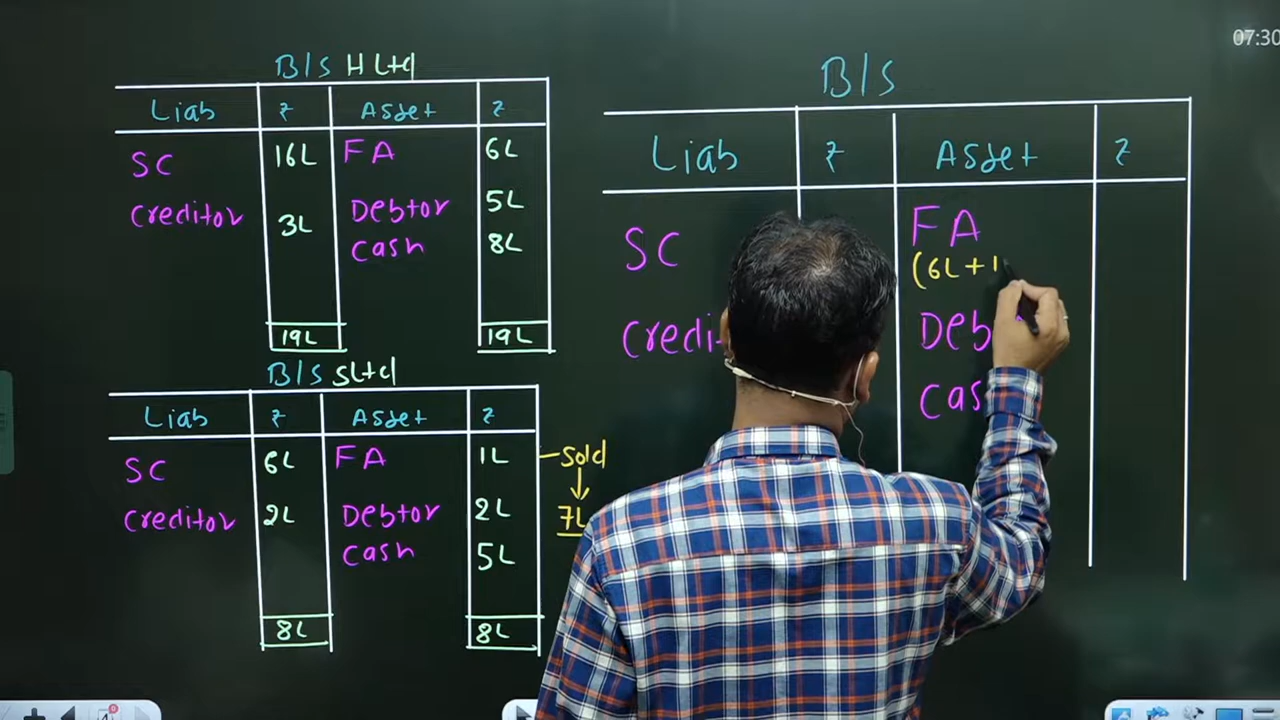 07:30
B/S H Ltd
Liab ₹ Asset ₹
SC 16L FA 6L
Creditor 3L Debtor 5L
Cash 8L
19L 19L
B/S SLtd
Liab ₹ Asset ₹
SC 6L FA 1L
Creditor 2L Debtor 2L
Cash 5L
8L 8L
Sold
7L
B/S
Liab ₹ Asset ₹
SC FA
(6L+1
Credi Deb
Cas